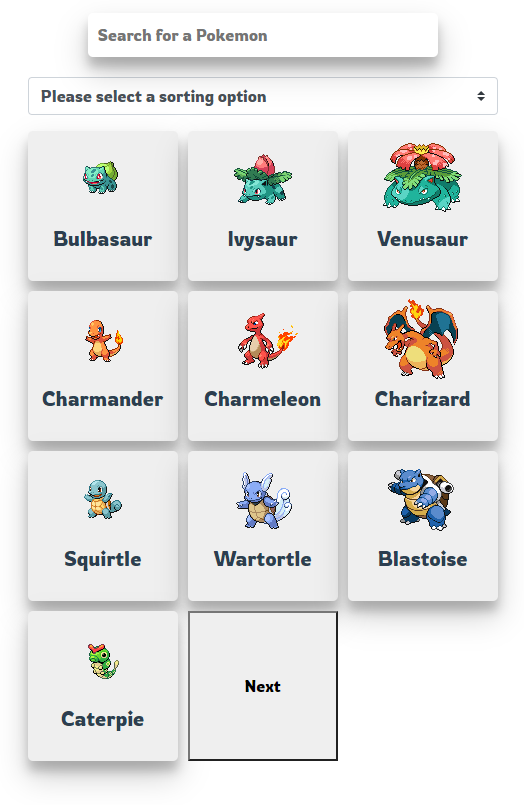 Search for a Pokemon
Please select a sorting option
Bulbasaur
Ivysaur
Venusaur
Charmander
Charmeleon
Charizard
Squirtle
Wartortle
Blastoise
Caterpie
Next